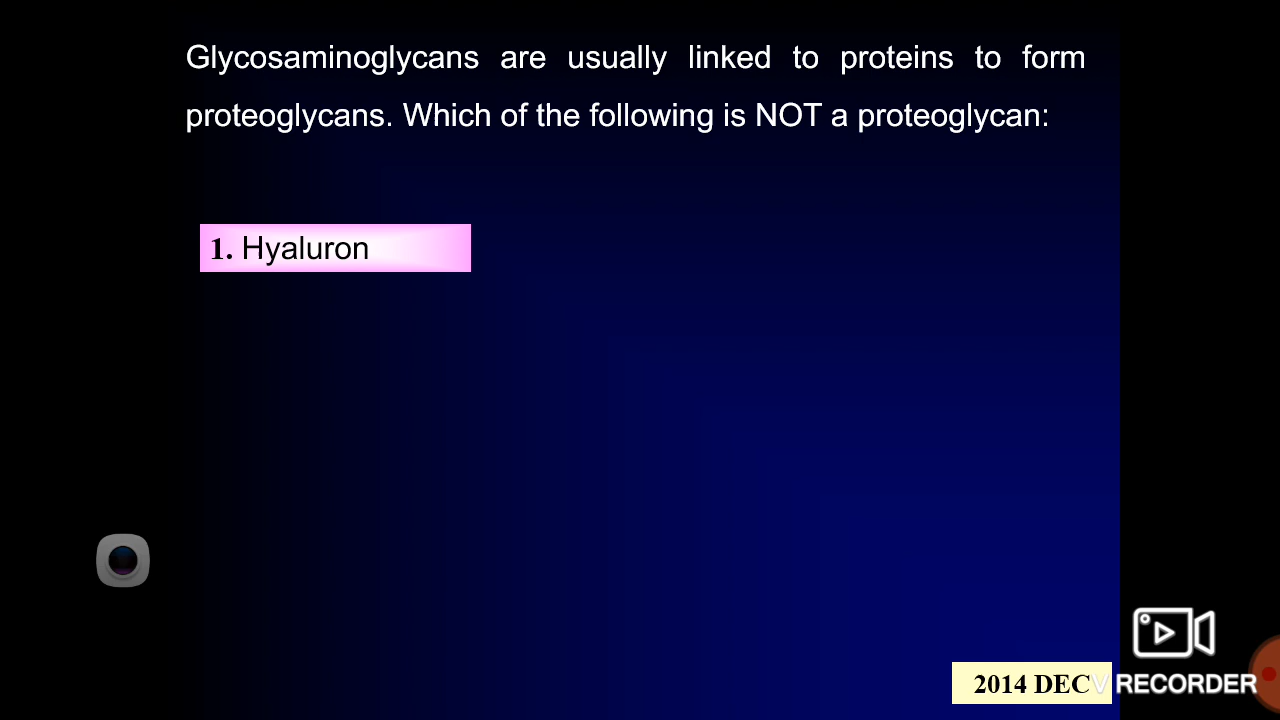 Glycosaminoglycans are usually linked to proteins to form
proteoglycans. Which of the following is NOT a proteoglycan:
1. Hyaluron
2014 DEC
V RECORDER